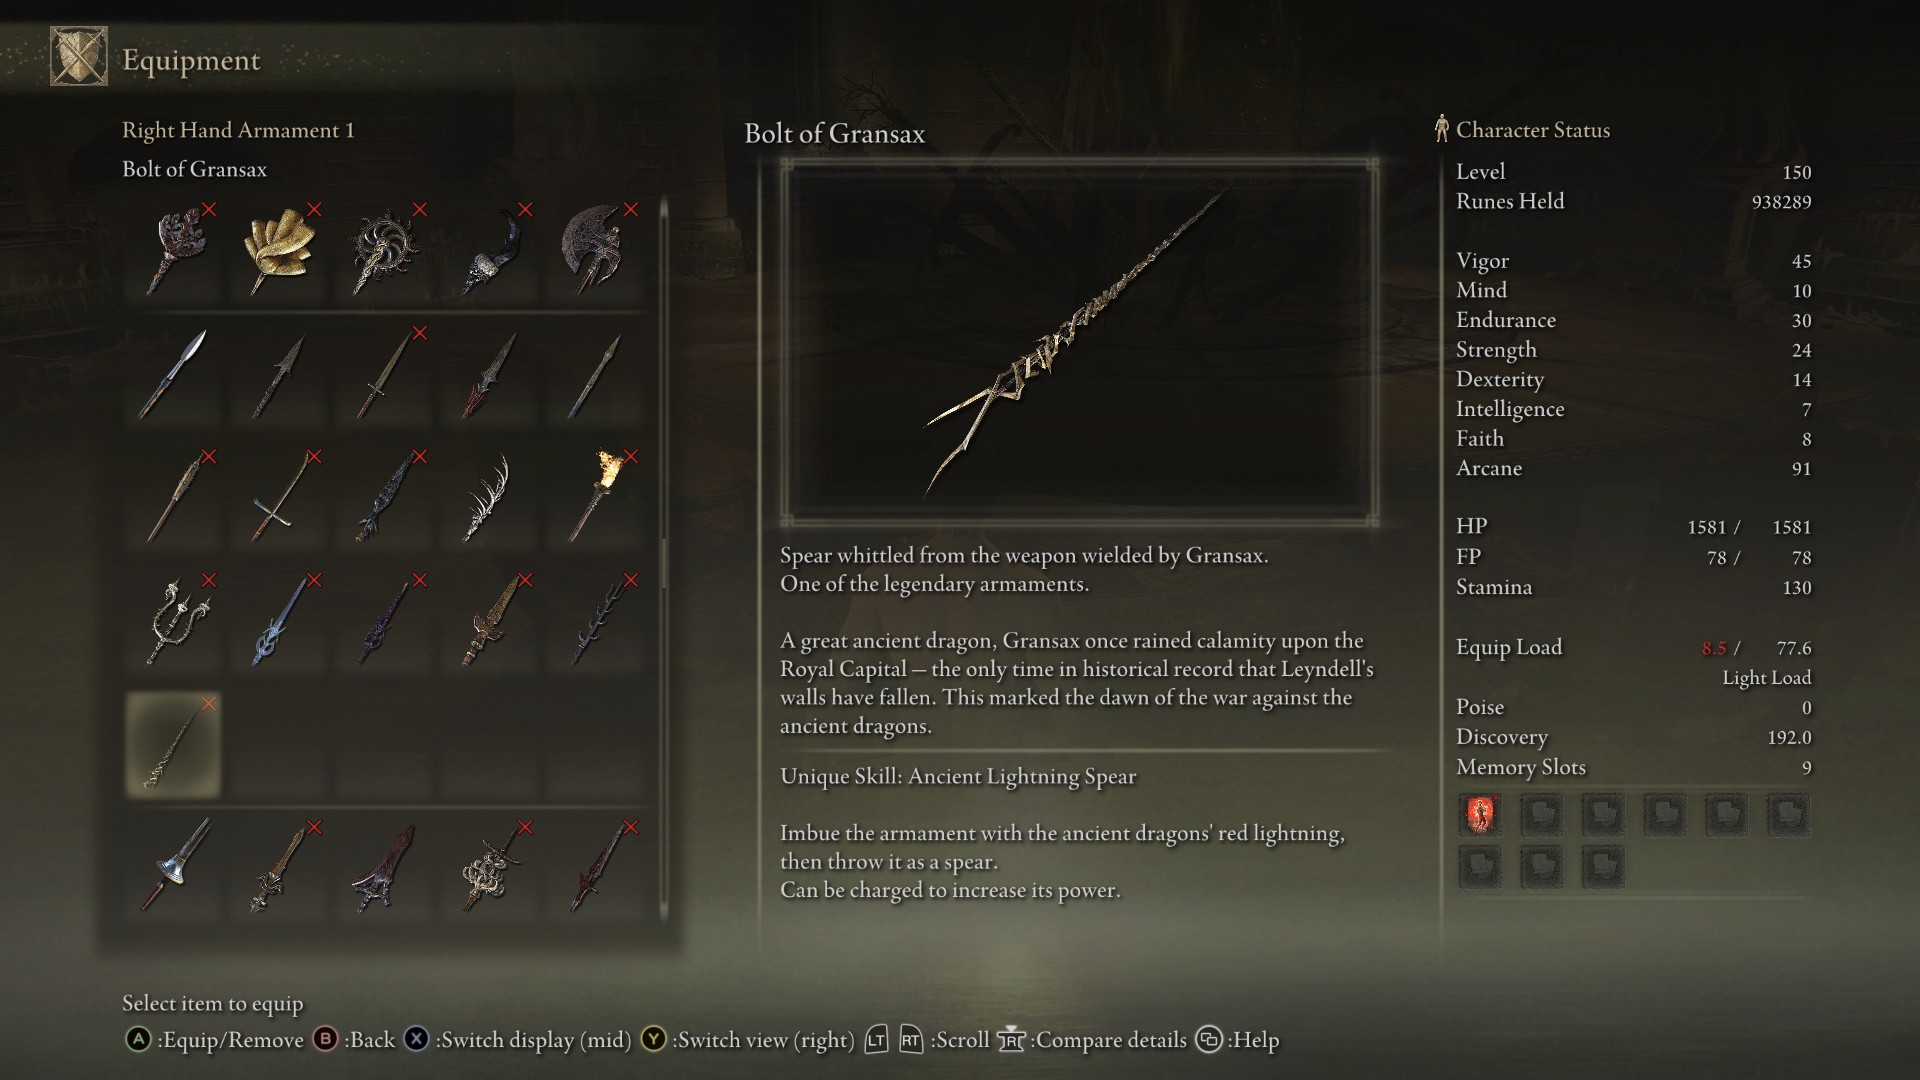 Equipment
Right Hand Armament 1
Bolt of Gransax
Bolt of Gransax
Spear whittled from the weapon wielded by Gransax.
One of the legendary armaments.
A great ancient dragon, Gransax once rained calamity upon the
Royal Capital – the only time in historical record that Leyndell's
walls have fallen. This marked the dawn of the war against the
ancient dragons.
Unique Skill: Ancient Lightning Spear
Imbue the armament with the ancient dragons' red lightning,
then throw it as a spear.
Can be charged to increase its power.
Character Status
Level 150
Runes Held 938289
Vigor 45
Mind 10
Endurance 30
Strength 24
Dexterity 14
Intelligence 7
Faith 8
Arcane 91
HP 1581 / 1581
FP 78 / 78
Stamina 130
Equip Load 8.5 / 77.6
Light Load
Poise 0
Discovery 192.0
Memory Slots 9
Select item to equip
A :Equip/Remove B :Back X :Switch display (mid) Y :Switch view (right) LT RT :Scroll R :Compare details :Help